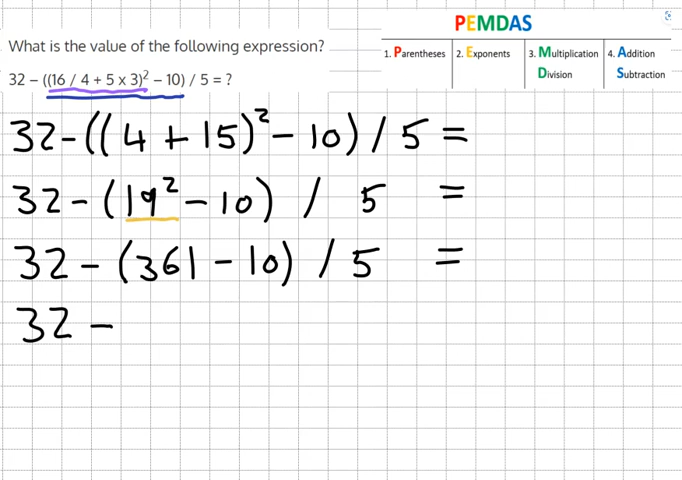 PEMDAS
What is the value of the following expression?
1. Parentheses 2. Exponents 3. Multiplication Division 4. Addition Subtraction
32 − ((16 / 4 + 5 x 3)² − 10) / 5 = ?
32 - ((4 + 15)² - 10) / 5 =
32 - (19² - 10) / 5 =
32 - (361 - 10) / 5 =
32 -